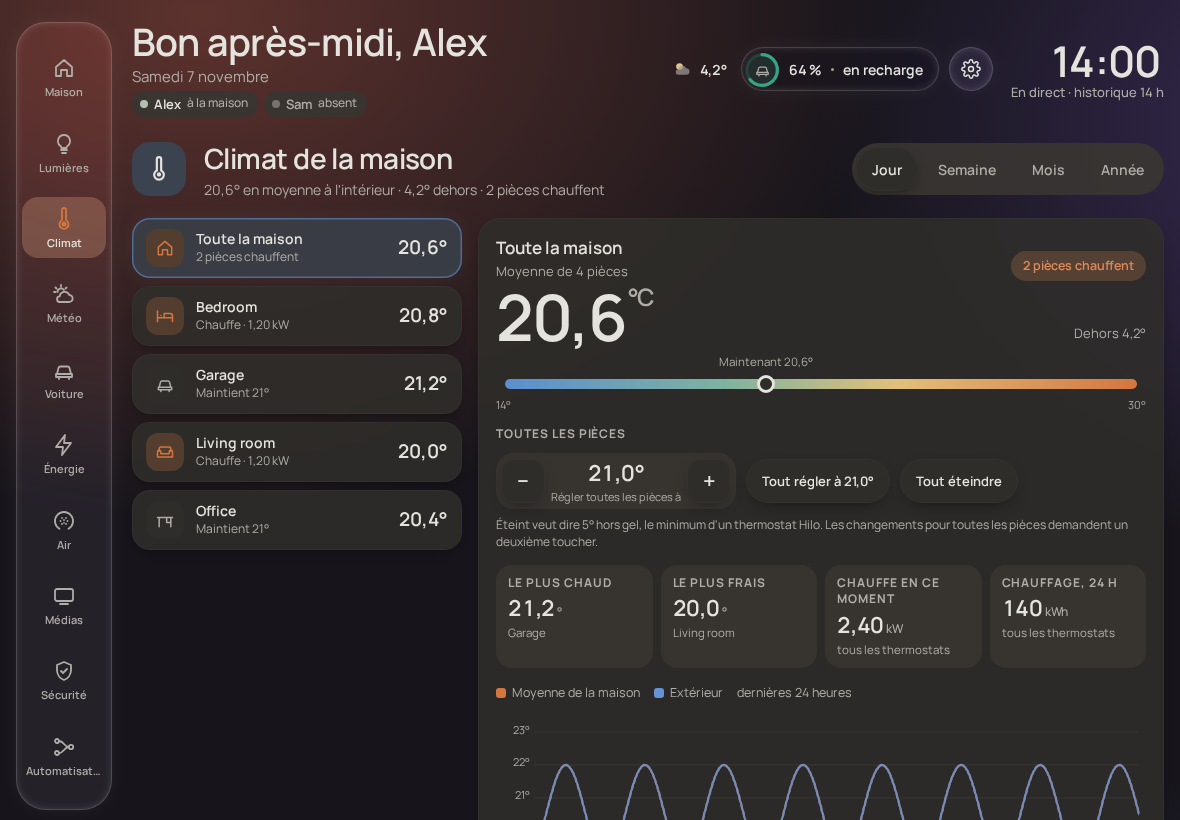 Bon après-midi, Alex
Samedi 7 novembre
Alex à la maison
Sam absent
4,2°
64 % · en recharge
14:00
En direct · historique 14 h
Maison
Lumières
Climat
Météo
Voiture
Énergie
Air
Médias
Sécurité
Automatisat...
Climat de la maison
20,6° en moyenne à l'intérieur · 4,2° dehors · 2 pièces chauffent
Jour
Semaine
Mois
Année
Toute la maison
2 pièces chauffent
20,6°
Bedroom
Chauffe · 1,20 kW
20,8°
Garage
Maintient 21°
21,2°
Living room
Chauffe · 1,20 kW
20,0°
Office
Maintient 21°
20,4°
Toute la maison
Moyenne de 4 pièces
20,6 °C
2 pièces chauffent
Dehors 4,2°
Maintenant 20,6°
14°
30°
TOUTES LES PIÈCES
−
21,0°
Régler toutes les pièces à
+
Tout régler à 21,0°
Tout éteindre
Éteint veut dire 5° hors gel, le minimum d'un thermostat Hilo. Les changements pour toutes les pièces demandent un
deuxième toucher.
LE PLUS CHAUD
21,2 °
Garage
LE PLUS FRAIS
20,0 °
Living room
CHAUFFE EN CE
MOMENT
2,40 kW
tous les thermostats
CHAUFFAGE, 24 H
140 kWh
tous les thermostats
Moyenne de la maison
Extérieur
dernières 24 heures
23°
22°
21°